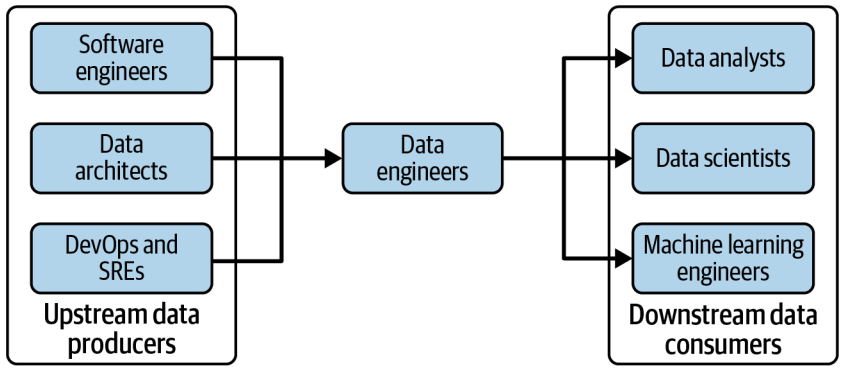 Software
engineers
Data
architects
DevOps and
SREs
Upstream data
producers
Data
engineers
Data analysts
Data scientists
Machine learning
engineers
Downstream data
consumers